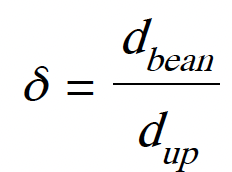 δ = d_bean / d_up